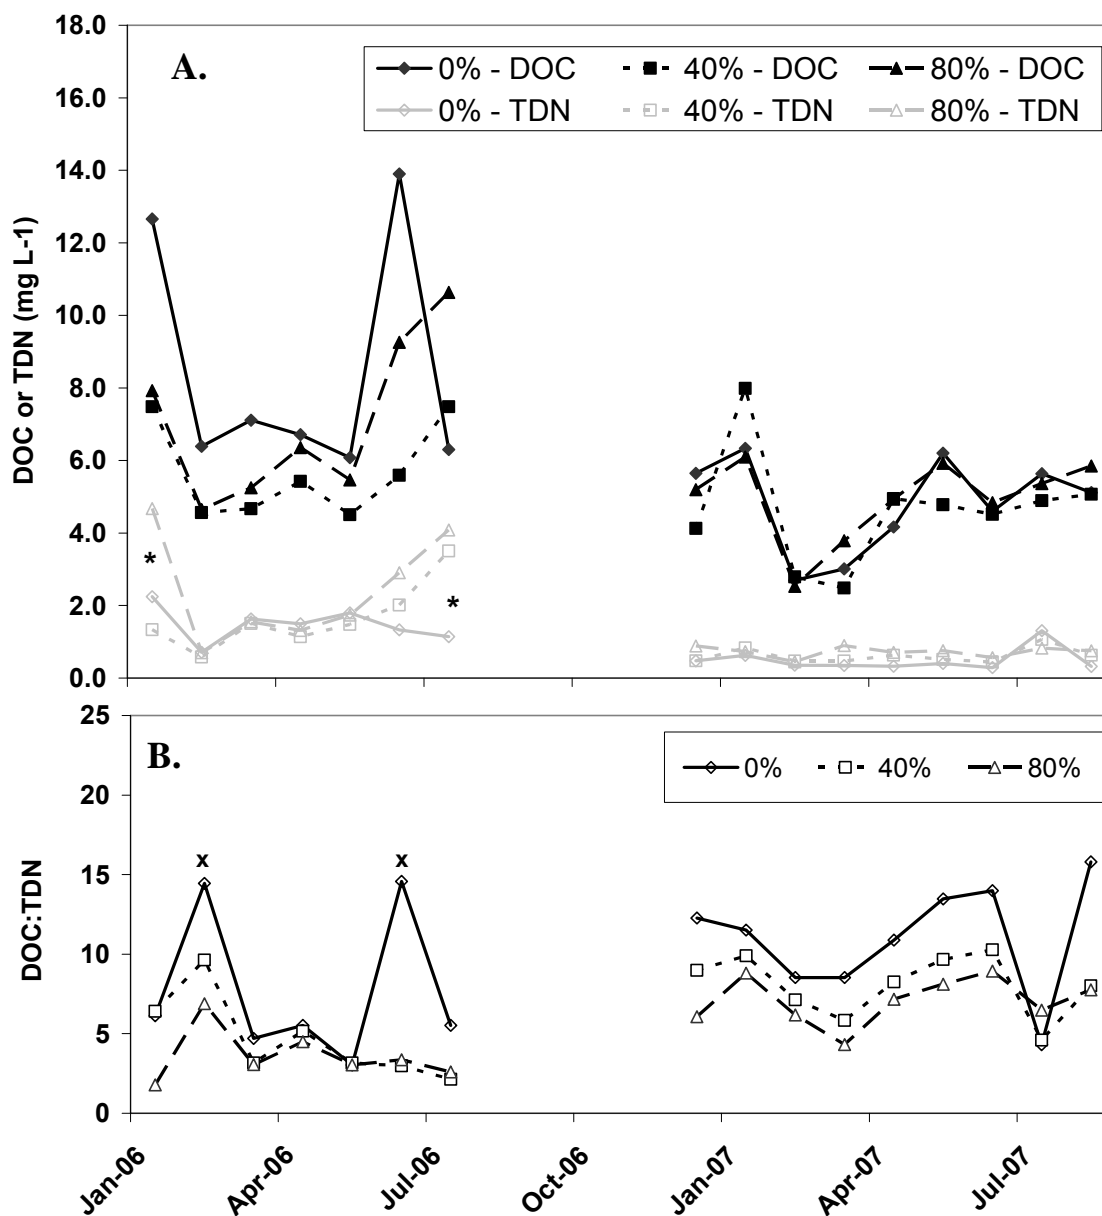 18.0
A.
0% - DOC 40% - DOC 80% - DOC
0% - TDN 40% - TDN 80% - TDN
16.0
14.0
12.0
10.0
8.0
6.0
4.0
2.0
0.0
DOC or TDN (mg L-1)
*
*
B.
0% 40% 80%
25
20
15
10
5
0
DOC:TDN
x x
Jan-06 Apr-06 Jul-06 Oct-06 Jan-07 Apr-07 Jul-07